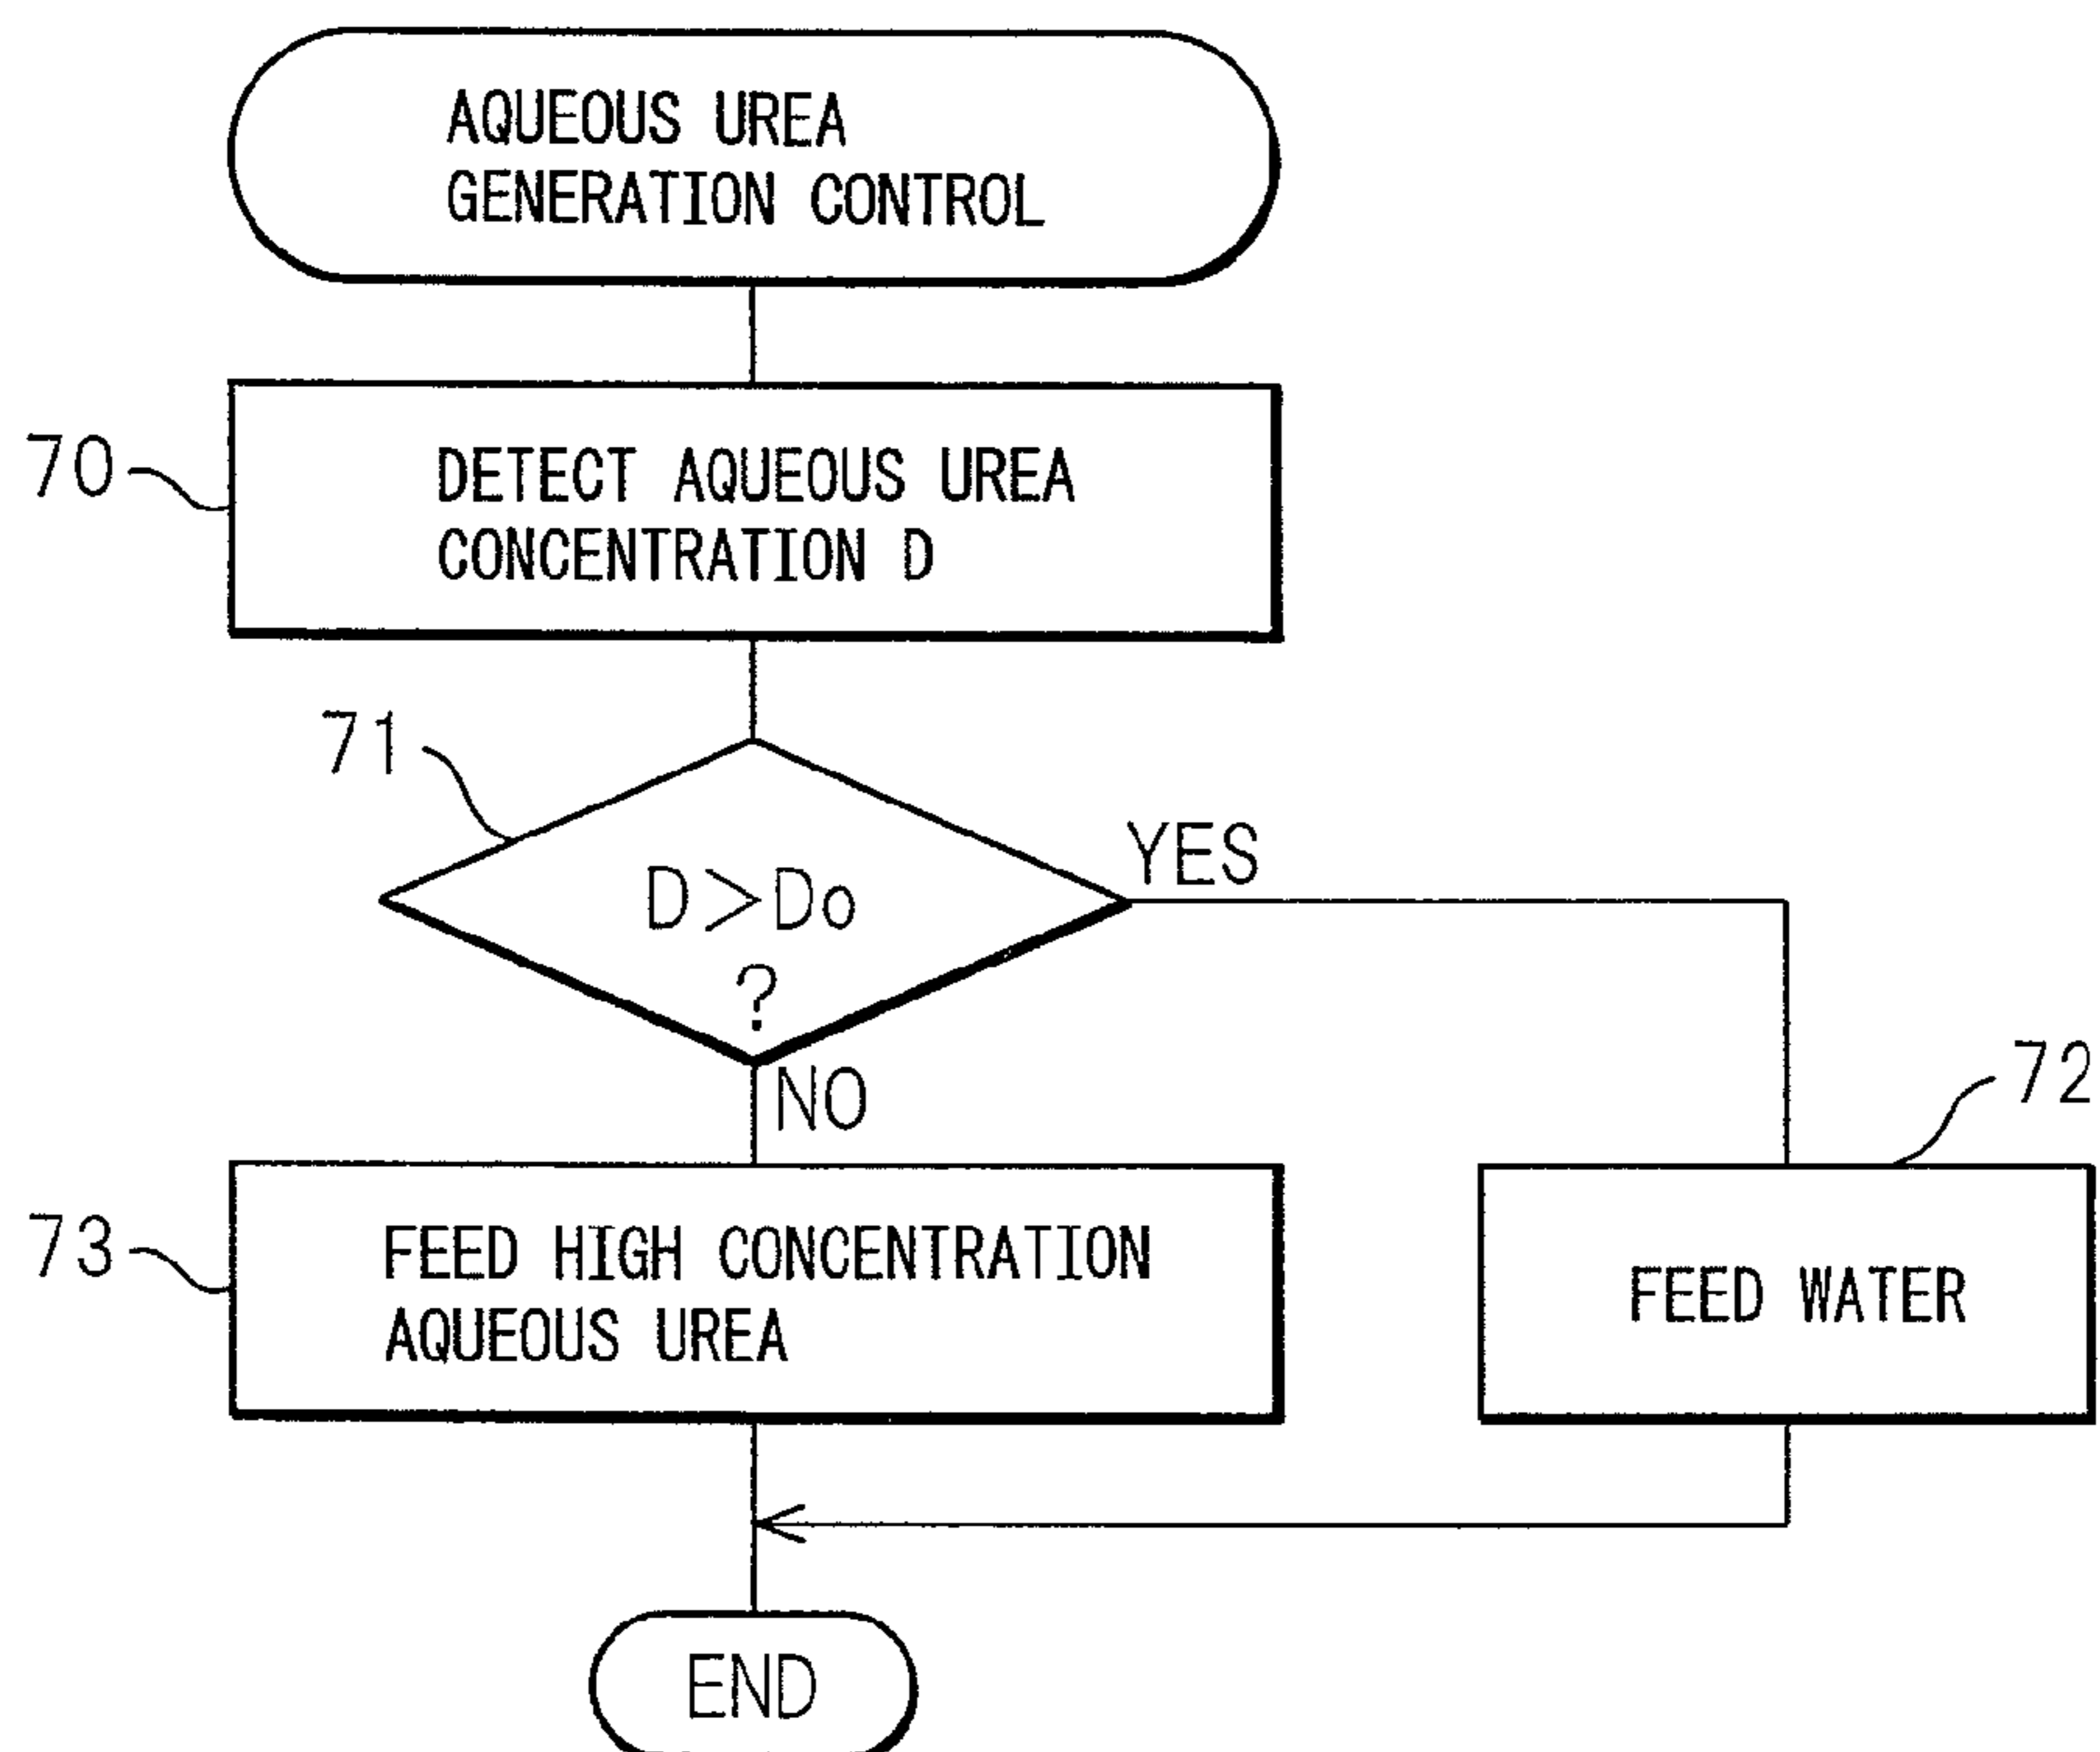 AQUEOUS UREA
GENERATION CONTROL
70
DETECT AQUEOUS UREA
CONCENTRATION D
71
D>Do
?
YES
NO
72
73
FEED HIGH CONCENTRATION
AQUEOUS UREA
FEED WATER
END